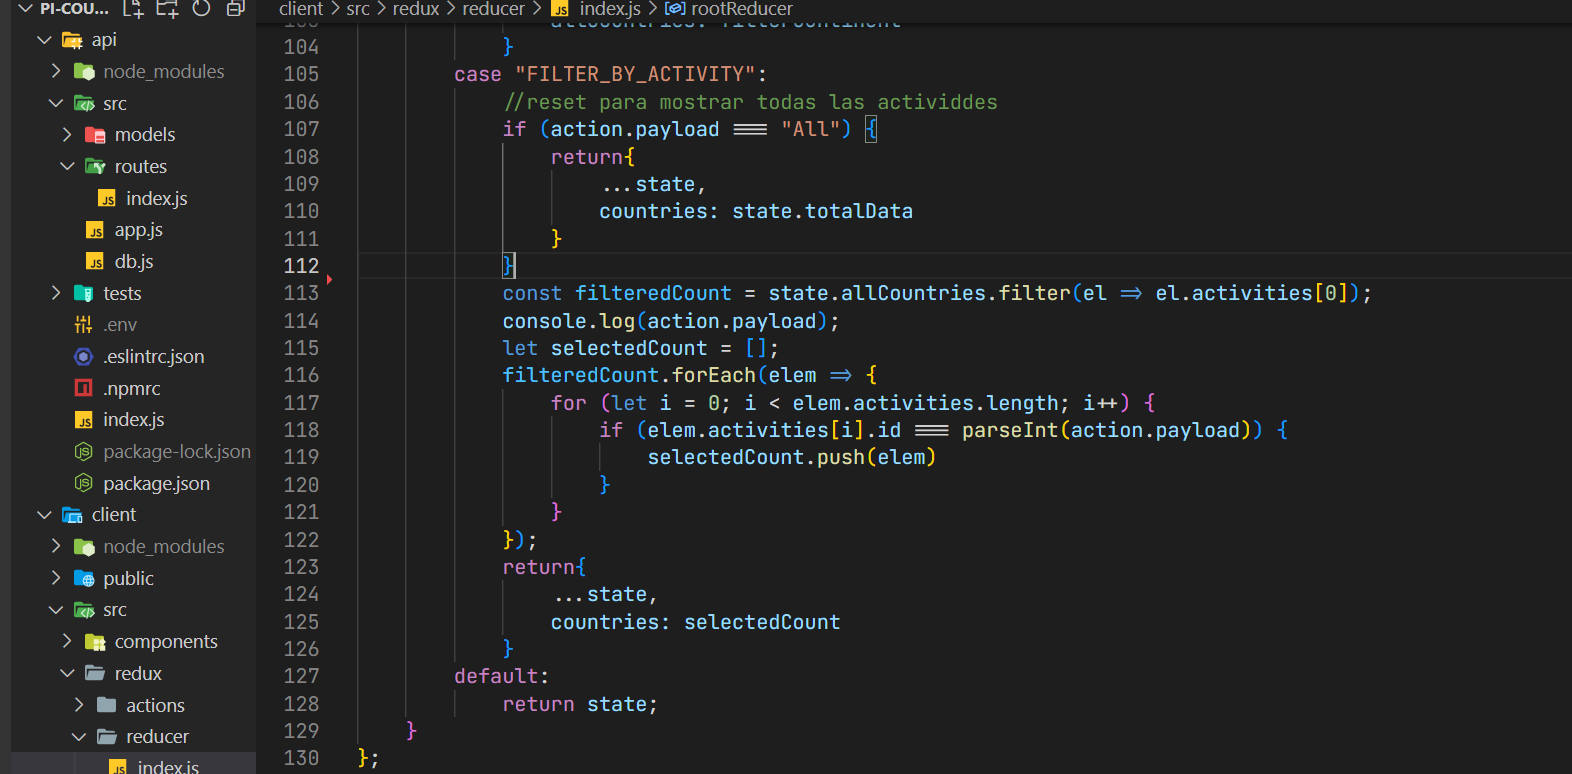 PI-COU...
api
node_modules
src
models
routes
index.js
app.js
db.js
tests
.env
.eslintrc.json
.npmrc
index.js
package-lock.json
package.json
client
node_modules
public
src
components
redux
actions
reducer
index.js
client > src > redux > reducer > JS index.js > rootReducer
allCountries: filterContinent
104 }
105 case "FILTER_BY_ACTIVITY":
106 //reset para mostrar todas las actividdes
107 if (action.payload === "All") {
108 return{
109 ...state,
110 countries: state.totalData
111 }
112 }
113 const filteredCount = state.allCountries.filter(el => el.activities[0]);
114 console.log(action.payload);
115 let selectedCount = [];
116 filteredCount.forEach(elem => {
117 for (let i = 0; i < elem.activities.length; i++) {
118 if (elem.activities[i].id === parseInt(action.payload)) {
119 selectedCount.push(elem)
120 }
121 }
122 });
123 return{
124 ...state,
125 countries: selectedCount
126 }
127 default:
128 return state;
129 }
130 };